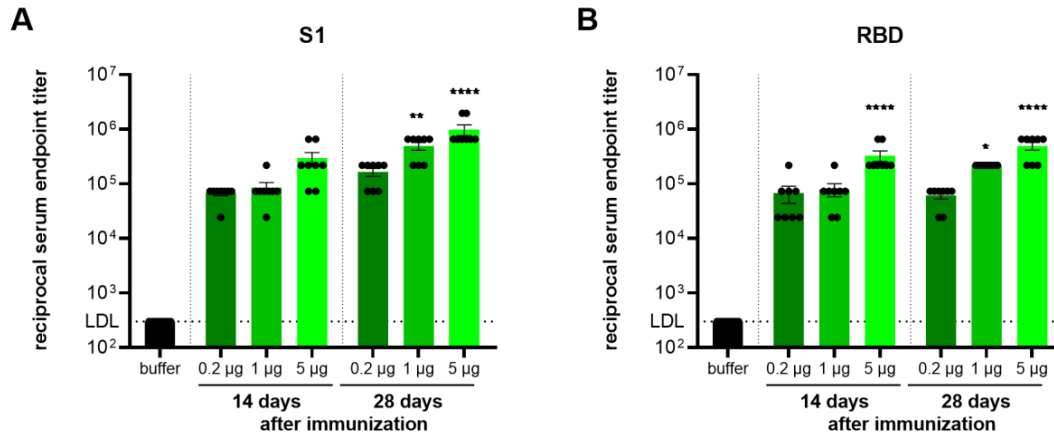 A
S1
reciprocal serum endpoint titer
10⁷
10⁶
10⁵
10⁴
10³
LDL
10²
** ****
buffer 0.2 µg 1 µg 5 µg 0.2 µg 1 µg 5 µg
14 days 28 days
after immunization
B
RBD
reciprocal serum endpoint titer
10⁷
10⁶
10⁵
10⁴
10³
LDL
10²
**** * ****
buffer 0.2 µg 1 µg 5 µg 0.2 µg 1 µg 5 µg
14 days 28 days
after immunization